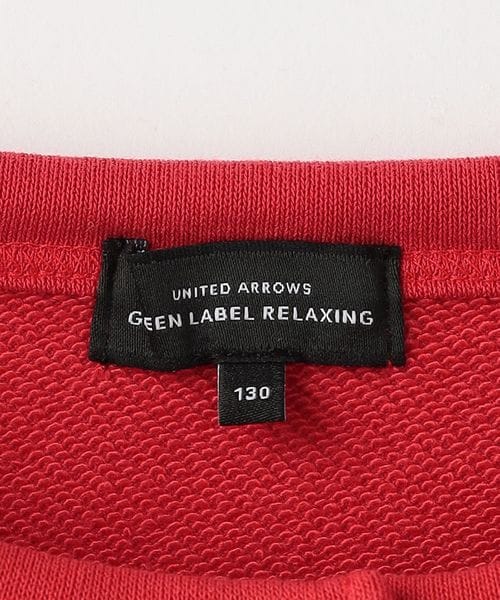 UNITED ARROWS
GEEN LABEL RELAXING
130